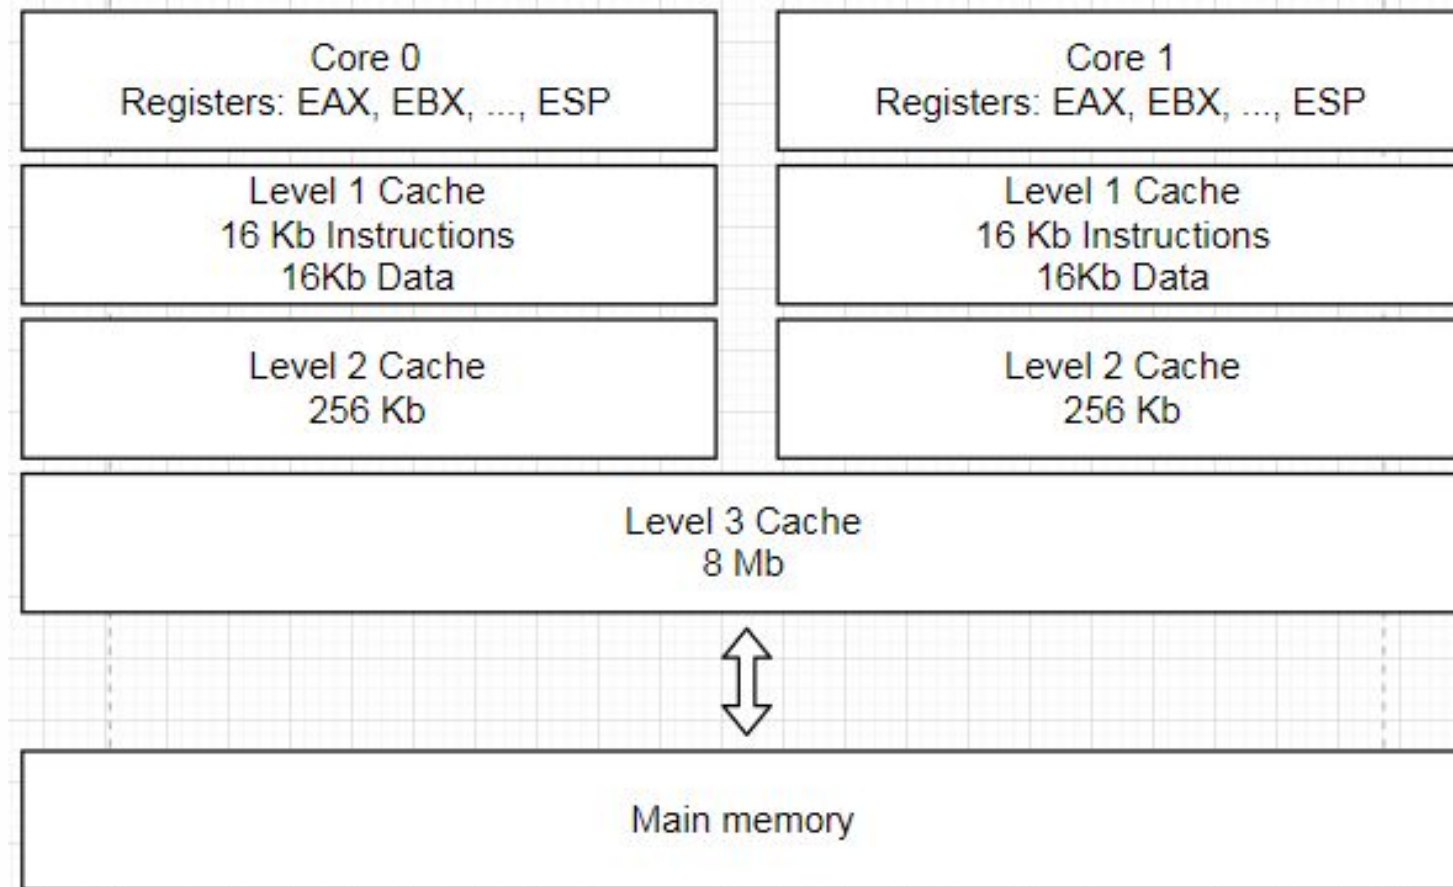 Core 0
Registers: EAX, EBX, ..., ESP
Core 1
Registers: EAX, EBX, ..., ESP
Level 1 Cache
16 Kb Instructions
16Kb Data
Level 1 Cache
16 Kb Instructions
16Kb Data
Level 2 Cache
256 Kb
Level 2 Cache
256 Kb
Level 3 Cache
8 Mb
Main memory